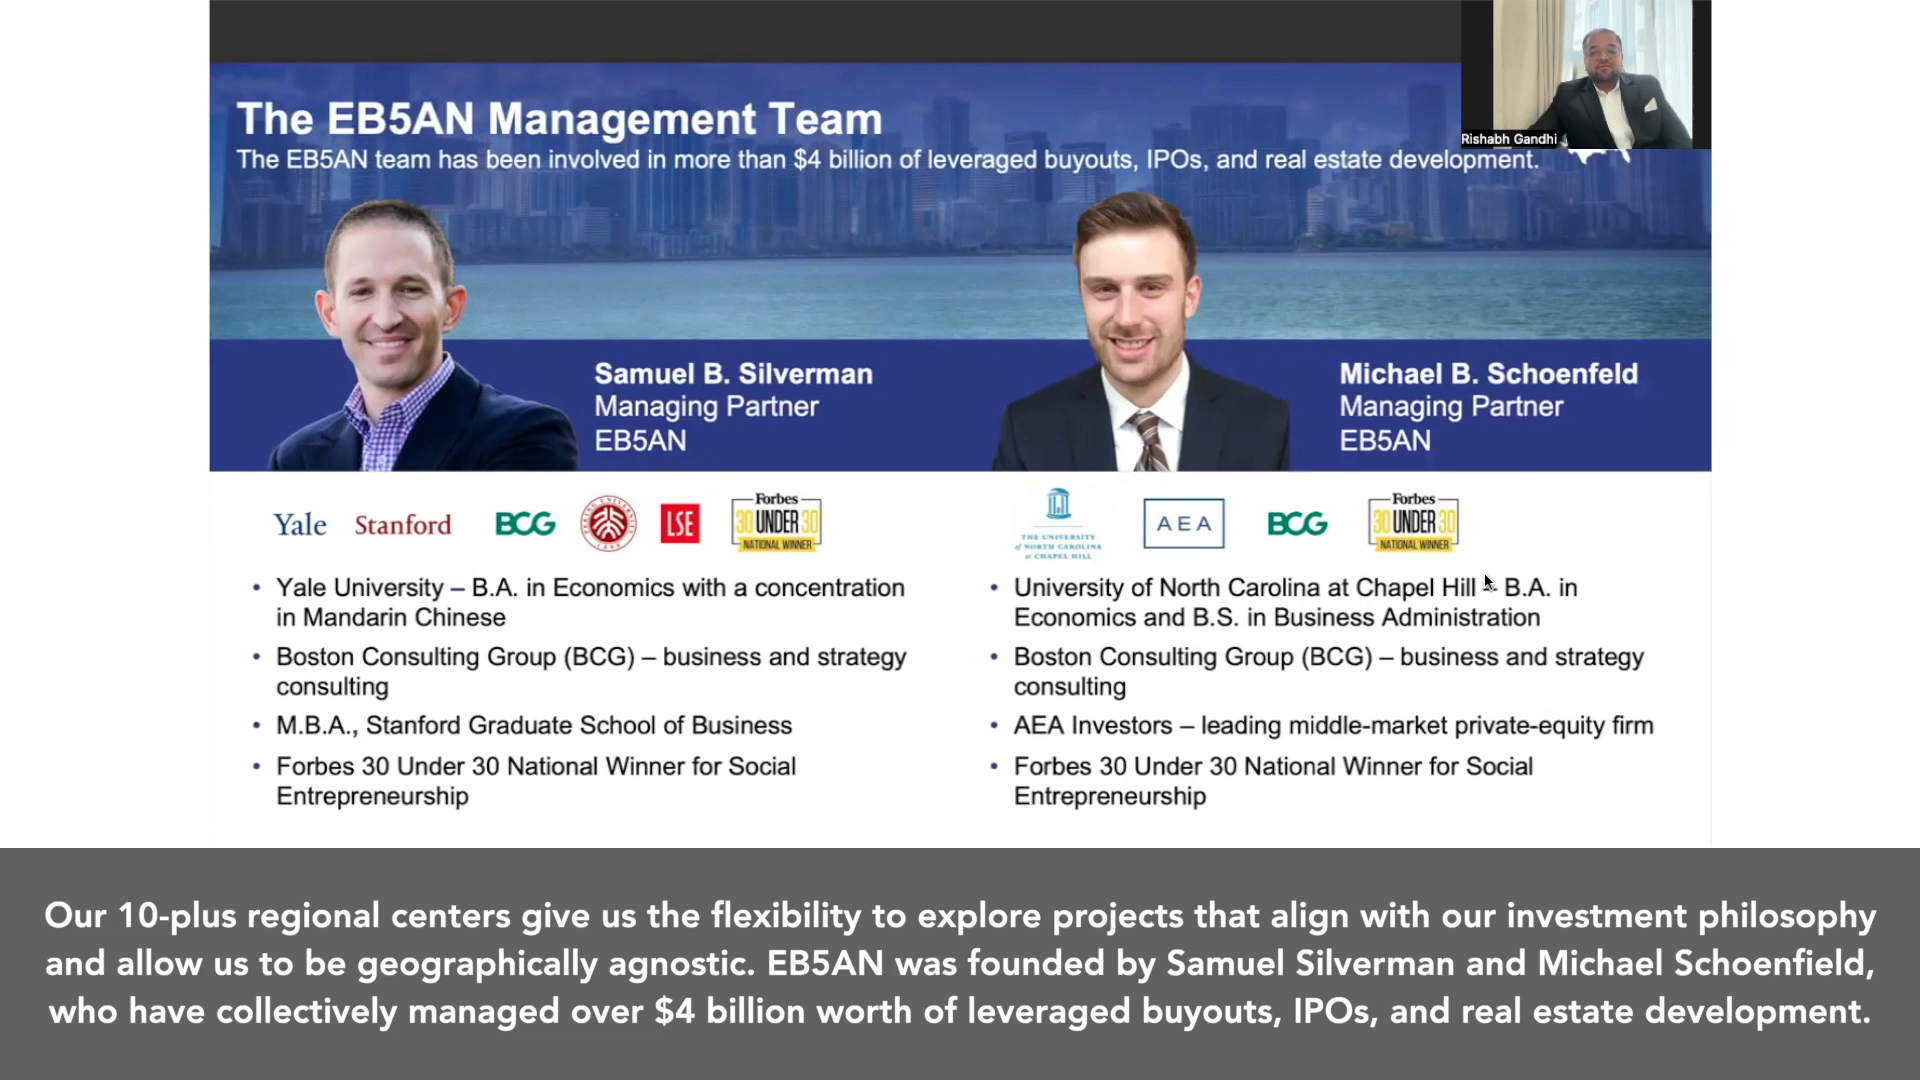 The EB5AN Management Team
The EB5AN team has been involved in more than $4 billion of leveraged buyouts, IPOs, and real estate development.
Rishabh Gandhi
Samuel B. Silverman
Managing Partner
EB5AN
Michael B. Schoenfeld
Managing Partner
EB5AN
Yale Stanford BCG LSE
Forbes
30 UNDER 30
NATIONAL WINNER
• Yale University – B.A. in Economics with a concentration
in Mandarin Chinese
• Boston Consulting Group (BCG) – business and strategy
consulting
• M.B.A., Stanford Graduate School of Business
• Forbes 30 Under 30 National Winner for Social
Entrepreneurship
THE UNIVERSITY
of NORTH CAROLINA
at CHAPEL HILL
AEA BCG
Forbes
30 UNDER 30
NATIONAL WINNER
• University of North Carolina at Chapel Hill – B.A. in
Economics and B.S. in Business Administration
• Boston Consulting Group (BCG) – business and strategy
consulting
• AEA Investors – leading middle-market private-equity firm
• Forbes 30 Under 30 National Winner for Social
Entrepreneurship
Our 10-plus regional centers give us the flexibility to explore projects that align with our investment philosophy
and allow us to be geographically agnostic. EB5AN was founded by Samuel Silverman and Michael Schoenfield,
who have collectively managed over $4 billion worth of leveraged buyouts, IPOs, and real estate development.